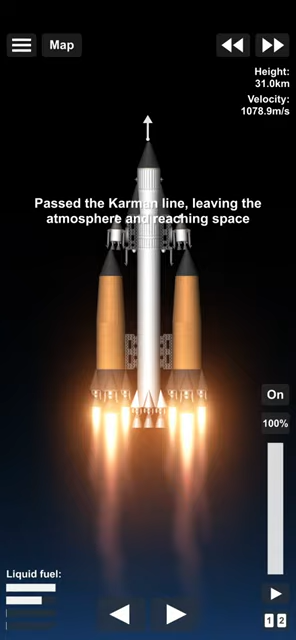 Map
Height:
31.0km
Velocity:
1078.9m/s
Passed the Karman line, leaving the
atmosphere and reaching space
On
100%
Liquid fuel:
1 2